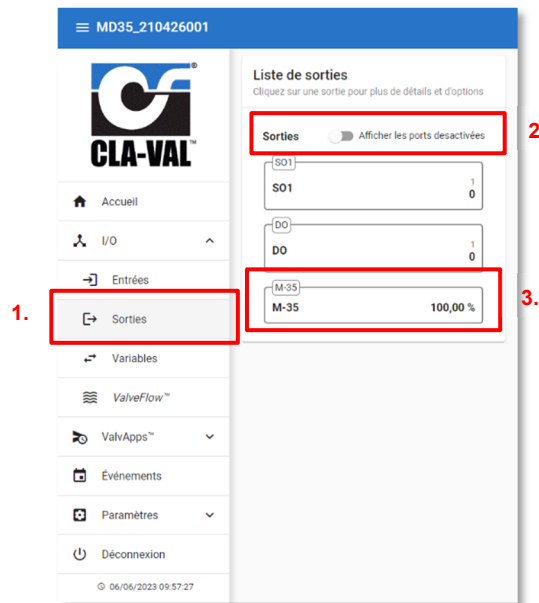 MD35_210426001
CLA-VAL™
Accueil
I/O
Entrées
Sorties
Variables
ValveFlow™
ValvApps™
Événements
Paramètres
Déconnexion
06/06/2023 09:57:27
Liste de sorties
Cliquez sur une sortie pour plus de détails et d'options
Sorties Afficher les ports desactivées
SO1
SO1 1
0
DO
DO 1
0
M-35
M-35 100,00 %
1.
2
3.